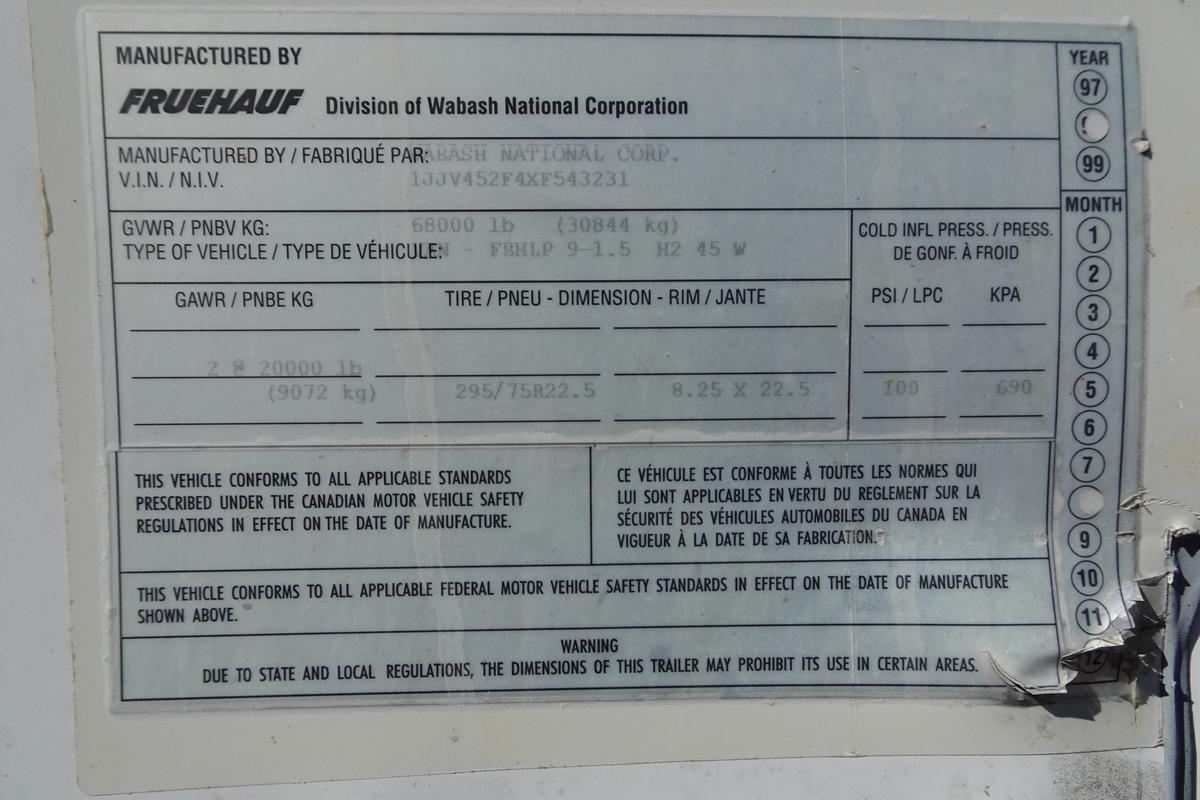 MANUFACTURED BY
FRUEHAUF Division of Wabash National Corporation
MANUFACTURED BY / FABRIQUÉ PAR: WABASH NATIONAL CORP.
V.I.N. / N.I.V. 1JJV452F4XF543231
GVWR / PNBV KG: 68000 lb (30844 kg)
TYPE OF VEHICLE / TYPE DE VÉHICULE: - FBHLP 9-1.5 H2 45 W
COLD INFL PRESS. / PRESS.
DE GONF. À FROID
GAWR / PNBE KG TIRE / PNEU - DIMENSION - RIM / JANTE PSI / LPC KPA
2 @ 20000 lb
(9072 kg) 295/75R22.5 8.25 X 22.5 100 690
THIS VEHICLE CONFORMS TO ALL APPLICABLE STANDARDS
PRESCRIBED UNDER THE CANADIAN MOTOR VEHICLE SAFETY
REGULATIONS IN EFFECT ON THE DATE OF MANUFACTURE.
CE VÉHICULE EST CONFORME À TOUTES LES NORMES QUI
LUI SONT APPLICABLES EN VERTU DU REGLEMENT SUR LA
SÉCURITÉ DES VÉHICULES AUTOMOBILES DU CANADA EN
VIGUEUR À LA DATE DE SA FABRICATION.
THIS VEHICLE CONFORMS TO ALL APPLICABLE FEDERAL MOTOR VEHICLE SAFETY STANDARDS IN EFFECT ON THE DATE OF MANUFACTURE
SHOWN ABOVE.
WARNING
DUE TO STATE AND LOCAL REGULATIONS, THE DIMENSIONS OF THIS TRAILER MAY PROHIBIT ITS USE IN CERTAIN AREAS.
YEAR
97
99
MONTH
1
2
3
4
5
6
7
9
10
11
12